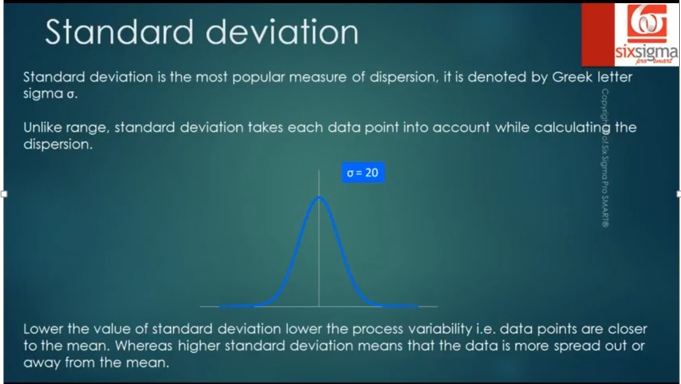 Standard deviation
6σ
sixsigma
pro-smart
Standard deviation is the most popular measure of dispersion, it is denoted by Greek letter
sigma σ.
Unlike range, standard deviation takes each data point into account while calculating the
dispersion.
Copyright of Six Sigma Pro SMART®
σ = 20
Lower the value of standard deviation lower the process variability i.e. data points are closer
to the mean. Whereas higher standard deviation means that the data is more spread out or
away from the mean.